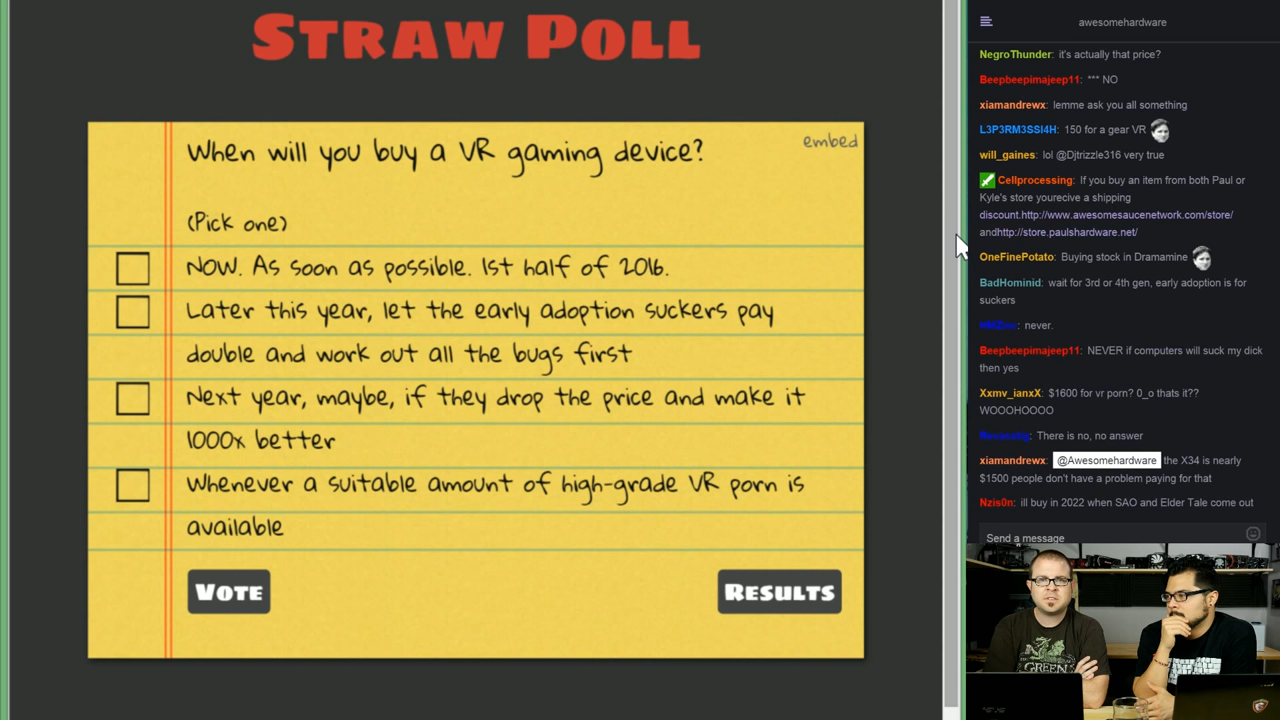 STRAW POLL
When will you buy a VR gaming device?
embed
(Pick one)
NOW. As soon as possible. 1st half of 2016.
Later this year, let the early adoption suckers pay
double and work out all the bugs first
Next year, maybe, if they drop the price and make it
1000x better
Whenever a suitable amount of high-grade VR porn is
available
VOTE
RESULTS
awesomehardware
NegroThunder: it's actually that price?
Beepbeepimajeep11: *** NO
xiamandrewx: lemme ask you all something
L3P3RM3SSI4H: 150 for a gear VR
will_gaines: lol @Djtrizzle316 very true
Cellprocessing: If you buy an item from both Paul or
Kyle's store yourecive a shipping
discount.http://www.awesomesaucenetwork.com/store/
andhttp://store.paulshardware.net/
OneFinePotato: Buying stock in Dramamine
BadHominid: wait for 3rd or 4th gen, early adoption is for
suckers
: never.
Beepbeepimajeep11: NEVER if computers will suck my dick
then yes
Xxmv_ianxX: $1600 for vr porn? 0_o thats it??
WOOOHOOOO
: There is no, no answer
xiamandrewx: @Awesomehardware the X34 is nearly
$1500 people don't have a problem paying for that
Nzis0n: ill buy in 2022 when SAO and Elder Tale come out
Send a message
GREEN